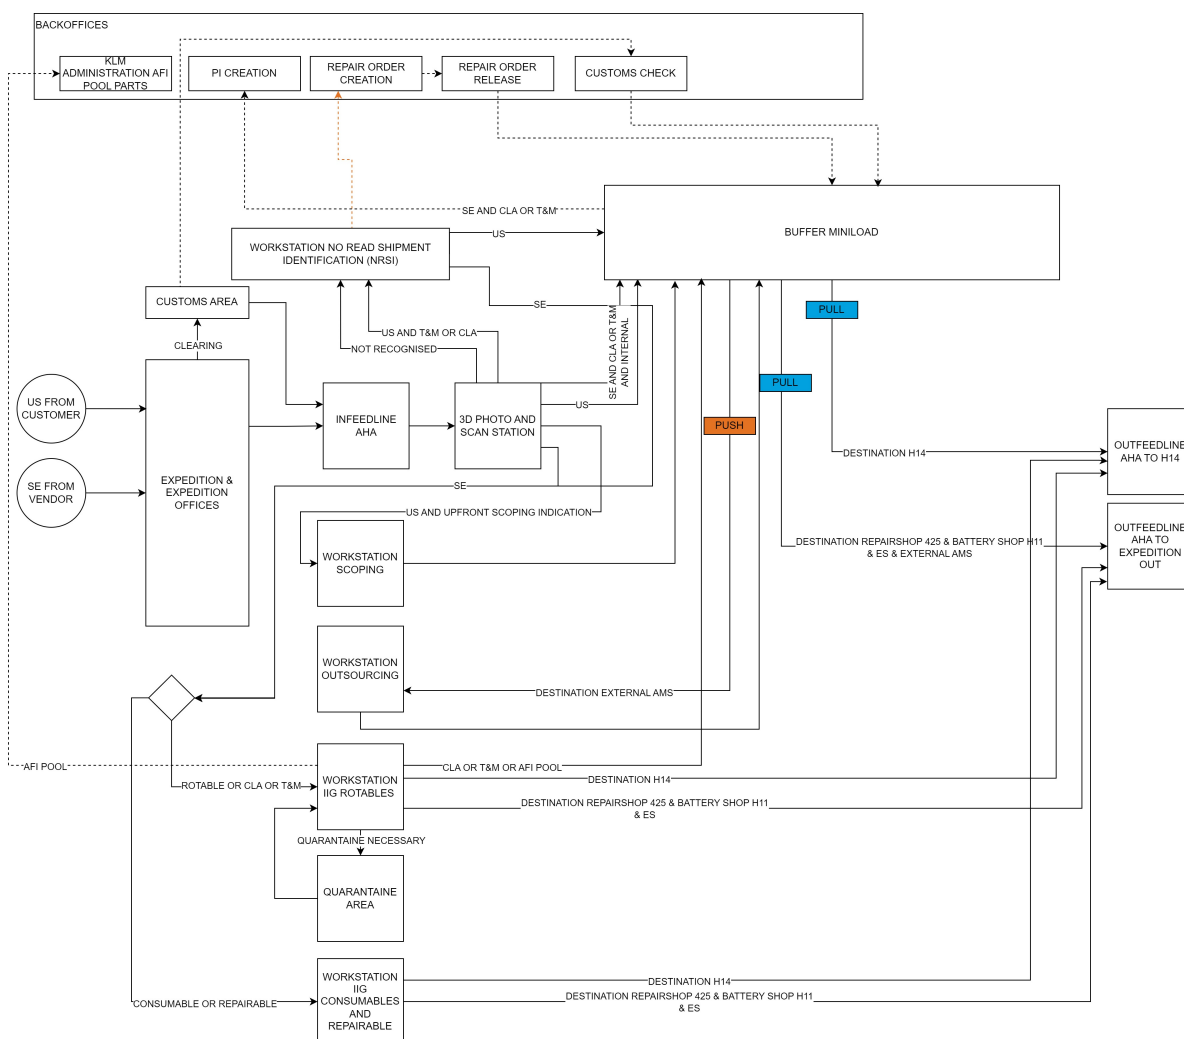 BACKOFFICES
KLM
ADMINISTRATION AFI
POOL PARTS
PI CREATION
REPAIR ORDER
CREATION
REPAIR ORDER
RELEASE
CUSTOMS CHECK
SE AND CLA OR T&M
US
BUFFER MINILOAD
WORKSTATION NO READ SHIPMENT
IDENTIFICATION (NRSI)
CUSTOMS AREA
SE
PULL
US AND T&M OR CLA
NOT RECOGNISED
SE AND CLA OR T&M
AND INTERNAL
CLEARING
PULL
US FROM
CUSTOMER
INFEEDLINE
AHA
3D PHOTO AND
SCAN STATION
US
PUSH
EXPEDITION &
EXPEDITION
OFFICES
SE FROM
VENDOR
SE
DESTINATION H14
OUTFEEDLINE
AHA TO H14
US AND UPFRONT SCOPING INDICATION
WORKSTATION
SCOPING
DESTINATION REPAIRSHOP 425 & BATTERY SHOP H11
& ES & EXTERNAL AMS
OUTFEEDLINE
AHA TO
EXPEDITION
OUT
WORKSTATION
OUTSOURCING
DESTINATION EXTERNAL AMS
AFI POOL
ROTABLE OR CLA OR T&M
WORKSTATION
IIG ROTABLES
CLA OR T&M OR AFI POOL
DESTINATION H14
DESTINATION REPAIRSHOP 425 & BATTERY SHOP H11
& ES
QUARANTAINE NECESSARY
QUARANTAINE
AREA
CONSUMABLE OR REPAIRABLE
WORKSTATION
IIG
CONSUMABLES
AND
REPAIRABLE
DESTINATION H14
DESTINATION REPAIRSHOP 425 & BATTERY SHOP H11
& ES